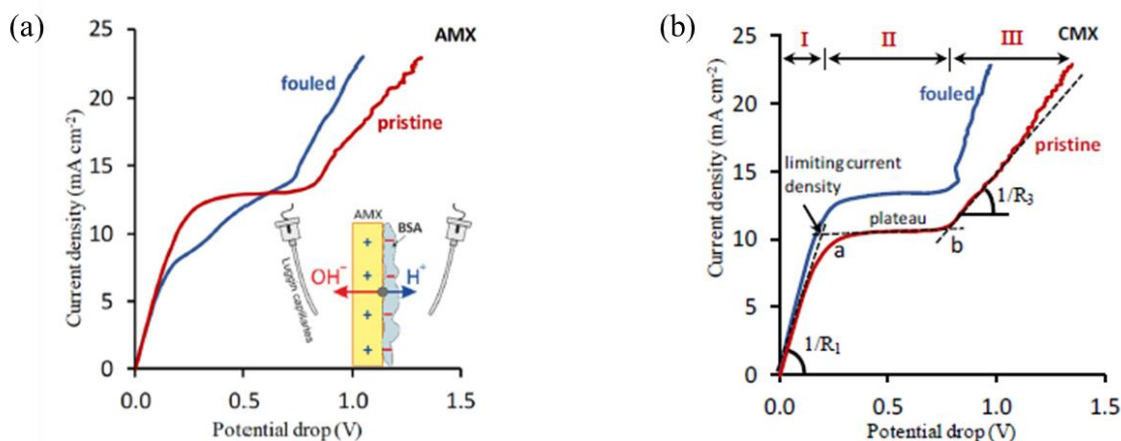 (a)
AMX
25
20
15
10
5
0
Current density (mA cm⁻²)
fouled
pristine
AMX
BSA
OH⁻
H⁺
Luggin capillaries
+
+
+
+
0.0 0.5 1.0 1.5
Potential drop (V)
(b)
I II III CMX
25
20
15
10
5
0
Current density (mA cm⁻²)
fouled
pristine
limiting current
density
plateau
a
b
1/R₃
1/R₁
0.0 0.5 1.0 1.5
Potential drop (V)